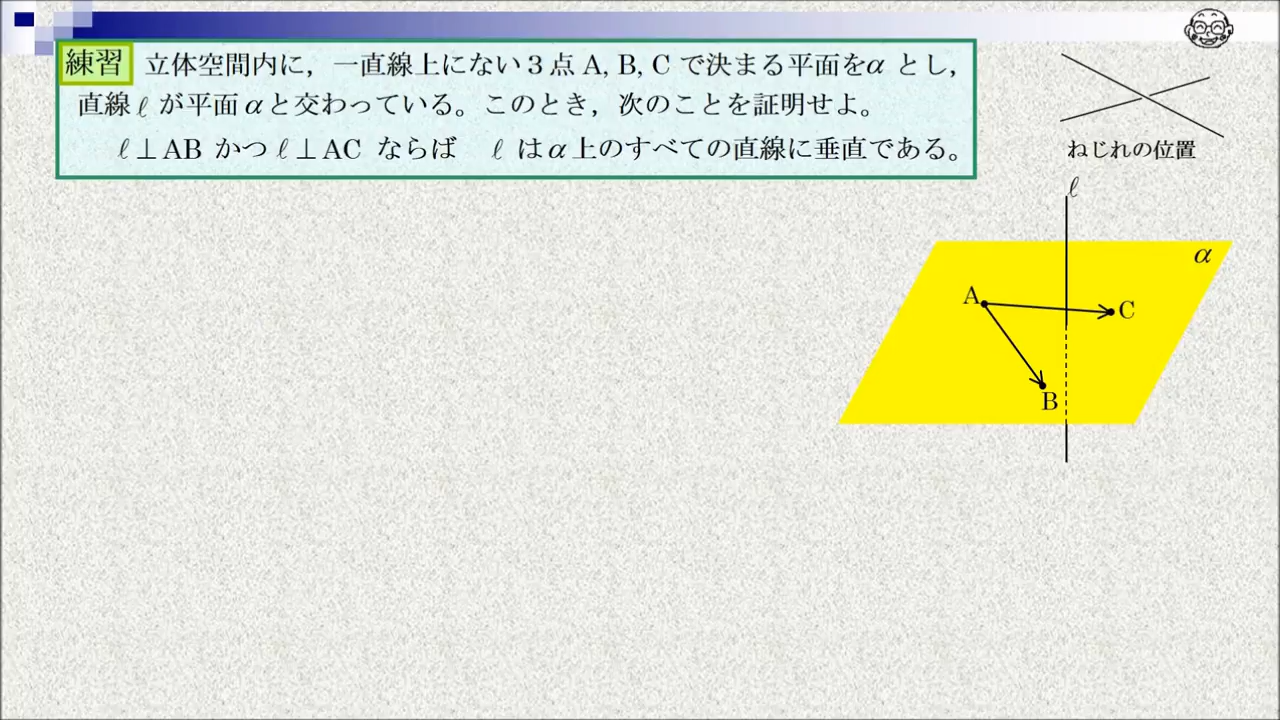 練習 立体空間内に，一直線上にない３点 A, B, C で決まる平面をα とし，
直線ℓ が平面 α と交わっている。このとき，次のことを証明せよ。
ℓ⊥AB かつ ℓ⊥AC ならば ℓ はα上のすべての直線に垂直である。
ねじれの位置
ℓ
α
A
C
B